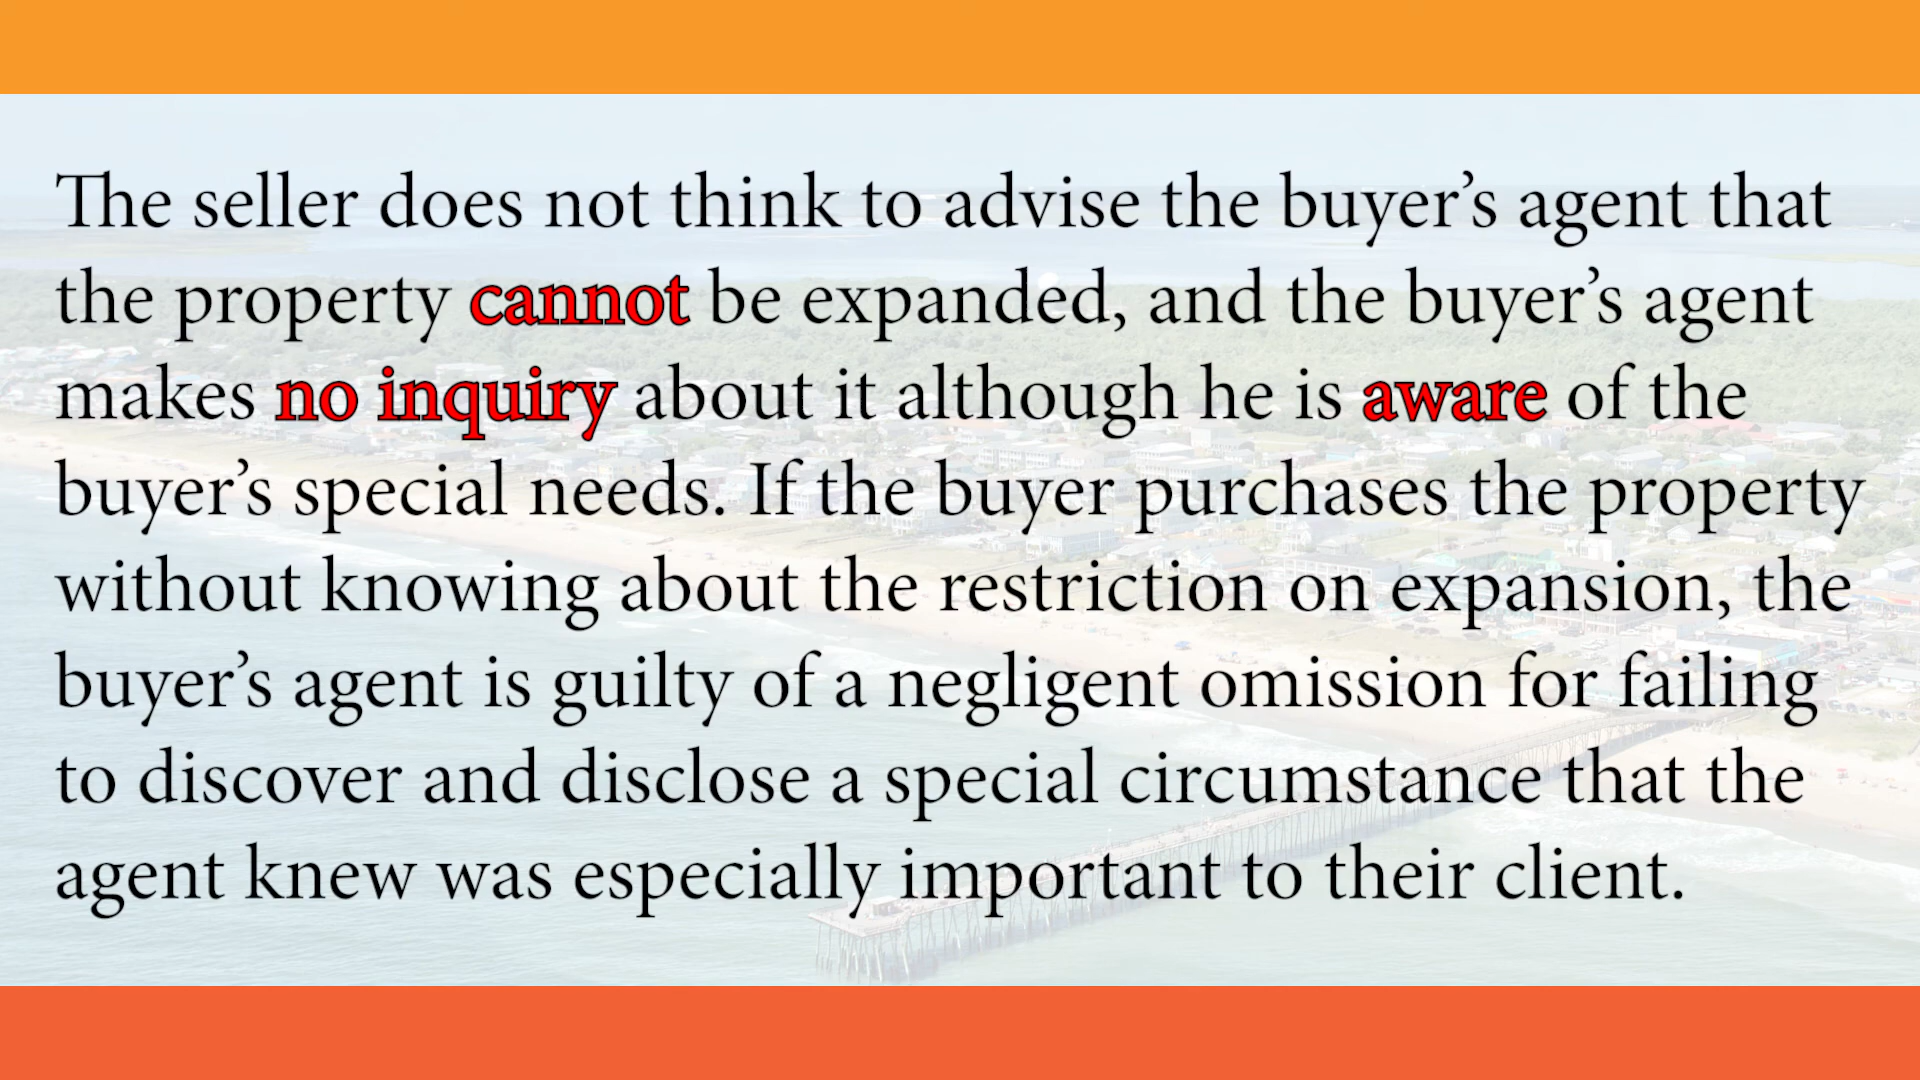 The seller does not think to advise the buyer’s agent that
the property cannot be expanded, and the buyer’s agent
makes no inquiry about it although he is aware of the
buyer’s special needs. If the buyer purchases the property
without knowing about the restriction on expansion, the
buyer’s agent is guilty of a negligent omission for failing
to discover and disclose a special circumstance that the
agent knew was especially important to their client.